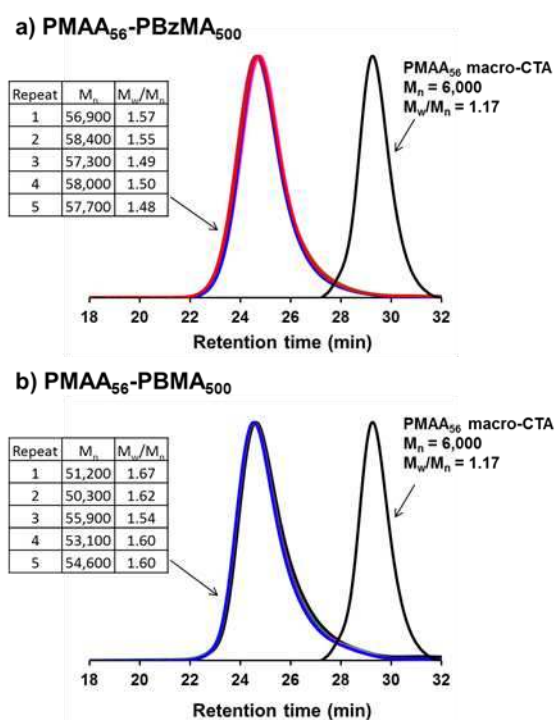 a) PMAA56-PBzMA500
PMAA56 macro-CTA
Mn = 6,000
Mw/Mn = 1.17
Repeat Mn Mw/Mn
1 56,900 1.57
2 58,400 1.55
3 57,300 1.49
4 58,000 1.50
5 57,700 1.48
18 20 22 24 26 28 30 32
Retention time (min)
b) PMAA56-PBMA500
PMAA56 macro-CTA
Mn = 6,000
Mw/Mn = 1.17
Repeat Mn Mw/Mn
1 51,200 1.67
2 50,300 1.62
3 55,900 1.54
4 53,100 1.60
5 54,600 1.60
18 20 22 24 26 28 30 32
Retention time (min)